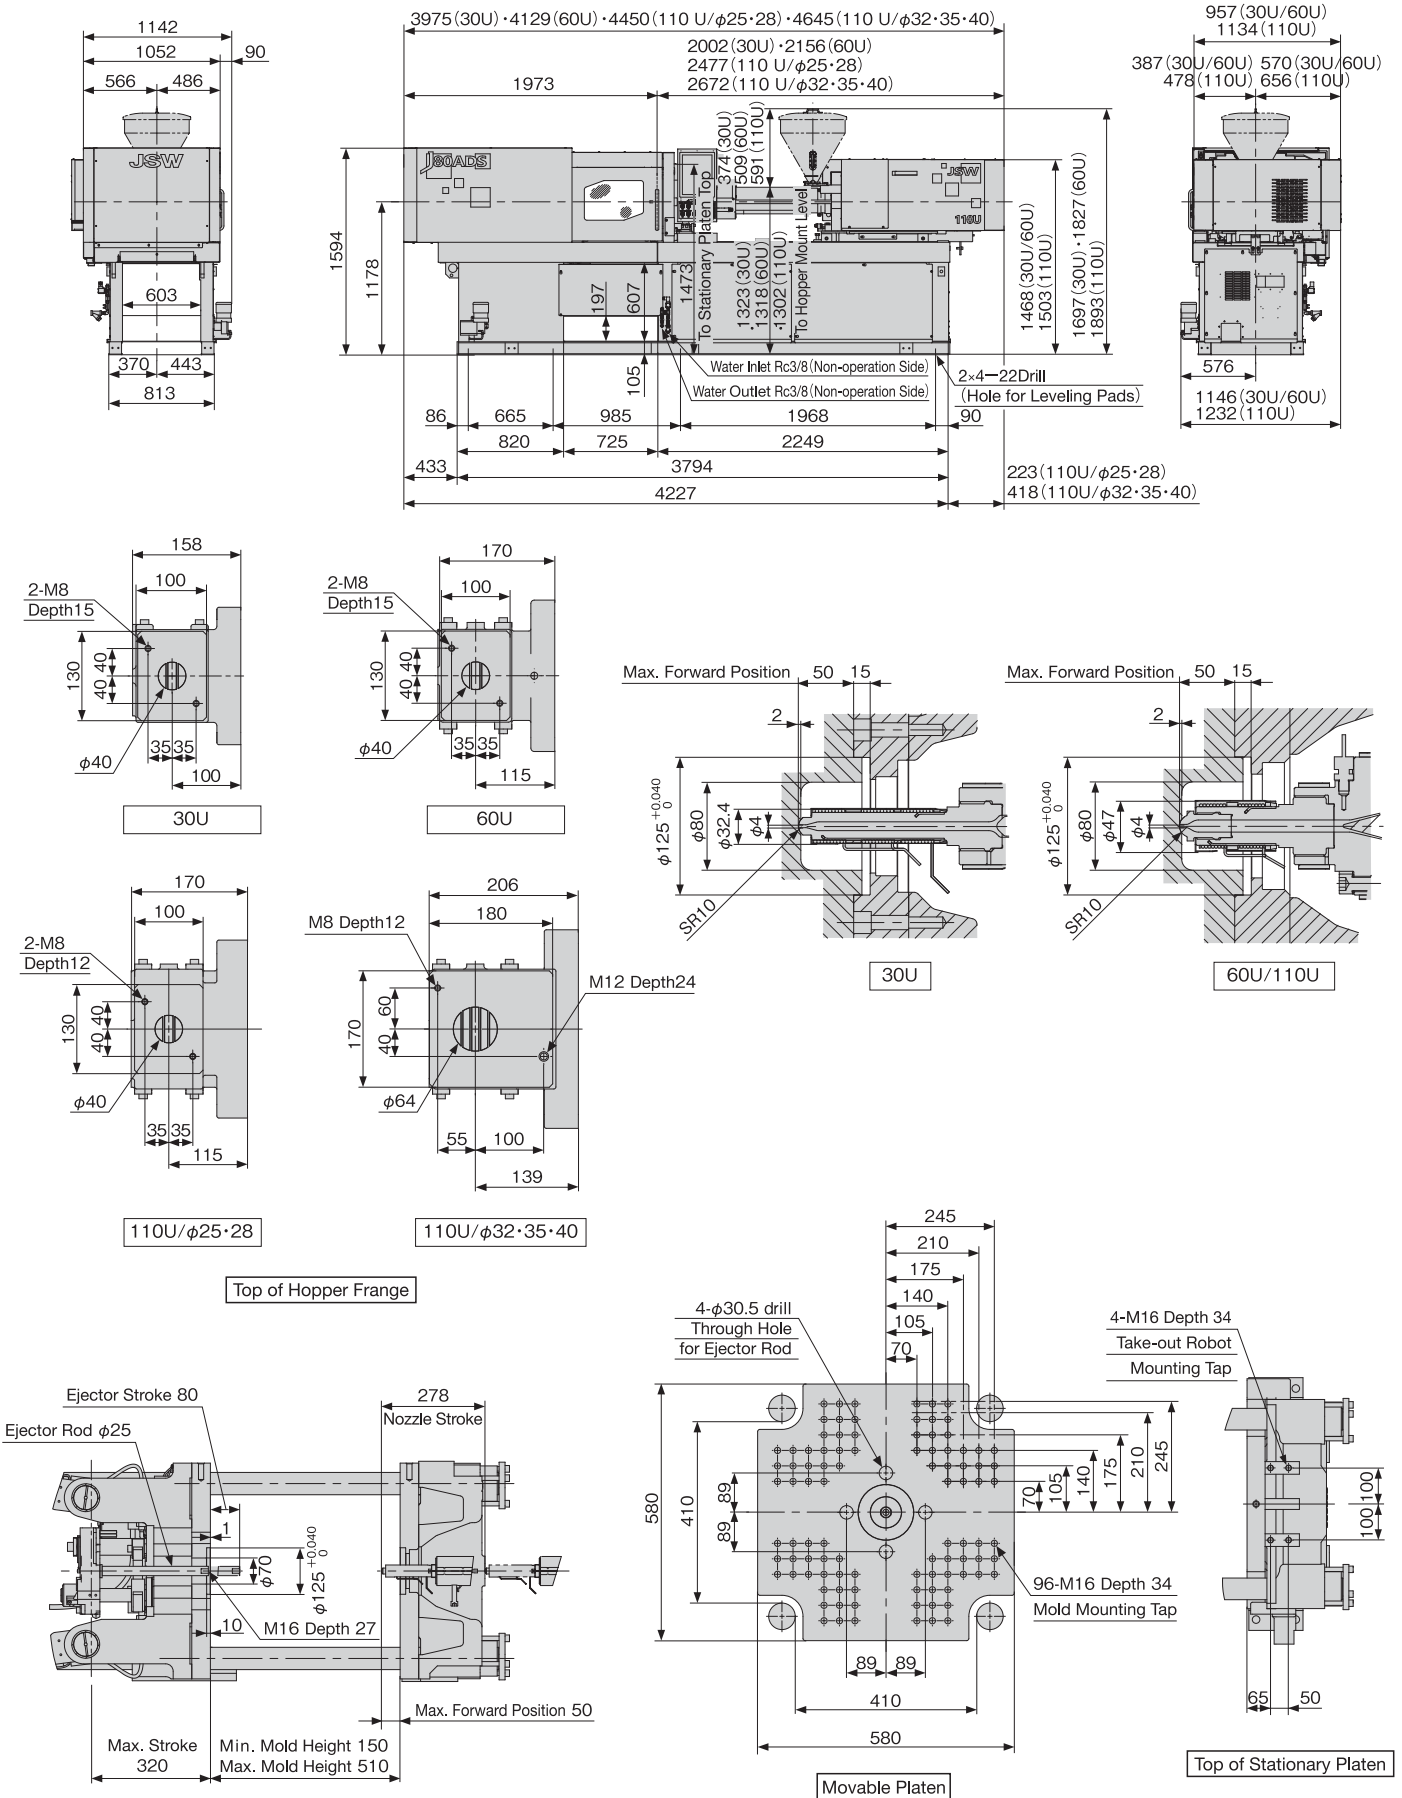 1142
1052
90
566
486
JSW
603
370
443
813
3975(30U)・4129(60U)・4450(110 U/φ25・28)・4645(110 U/φ32・35・40)
2002(30U)・2156(60U)
2477(110 U/φ25・28)
1973
2672(110 U/φ32・35・40)
374(30U)
509(60U)
591(110U)
J80ADS
JSW
110U
1594
1178
197
607
105
1473
To Stationary Platen Top
・1323(30U)
・1318(60U)
・1302(110U)
To Hopper Mount Level
1468(30U/60U)
1503(110U)
1697(30U)・1827(60U)
1893(110U)
Water Inlet Rc3/8(Non-operation Side)
Water Outlet Rc3/8(Non-operation Side)
2×4-22Drill
(Hole for Leveling Pads)
86
665
985
1968
90
820
725
2249
433
3794
223(110U/φ25・28)
4227
418(110U/φ32・35・40)
957(30U/60U)
1134(110U)
387(30U/60U)
570(30U/60U)
478(110U)
656(110U)
576
1146(30U/60U)
1232(110U)
158
100
2-M8
Depth15
130
40
40
φ40
35
35
100
30U
170
100
2-M8
Depth15
130
40
40
φ40
35
35
115
60U
Max. Forward Position
50
15
2
φ125 +0.040 0
φ80
φ32.4
φ4
SR10
30U
Max. Forward Position
50
15
2
φ125 +0.040 0
φ80
φ47
φ4
SR10
60U/110U
170
100
2-M8
Depth12
130
40
40
φ40
35
35
115
110U/φ25・28
206
180
M8 Depth12
M12 Depth24
170
60
40
φ64
55
100
139
110U/φ32・35・40
Top of Hopper Frange
Ejector Stroke 80
278
Nozzle Stroke
Ejector Rod φ25
1
φ70
φ125 +0.040 0
10
M16 Depth 27
Max. Forward Position 50
Max. Stroke
320
Min. Mold Height 150
Max. Mold Height 510
245
210
175
140
105
70
4-φ30.5 drill
Through Hole
for Ejector Rod
580
410
89
89
70
105
140
175
210
245
96-M16 Depth 34
Mold Mounting Tap
89
89
410
580
Movable Platen
4-M16 Depth 34
Take-out Robot
Mounting Tap
100
100
65
50
Top of Stationary Platen